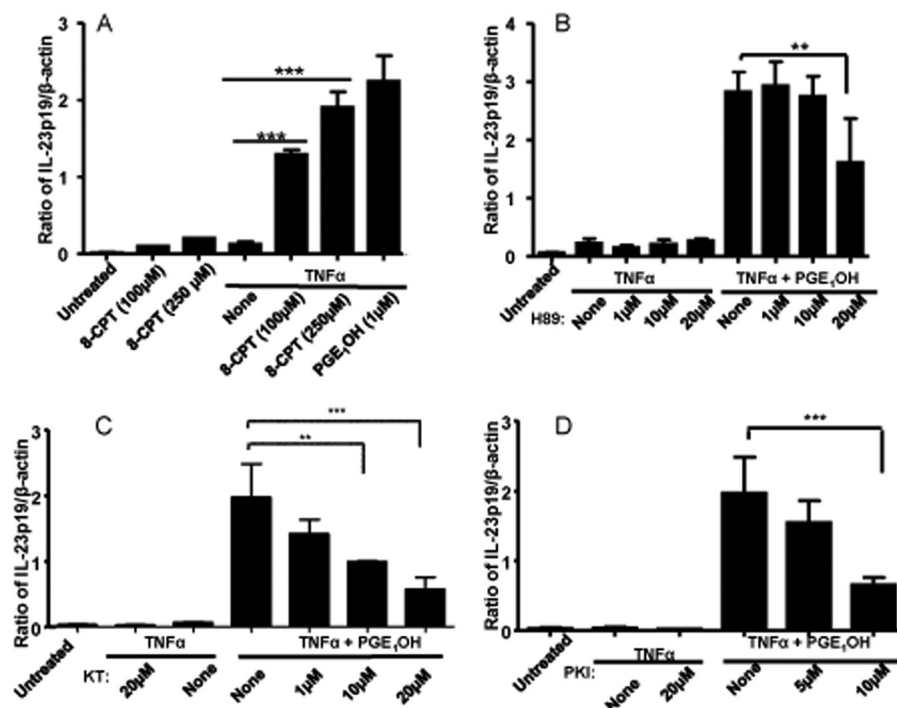 A
Ratio of IL-23p19/β-actin
3
2
1
0
***
***
TNFα
Untreated
8-CPT (100μM)
8-CPT (250 μM)
None
8-CPT (100μM)
8-CPT (250μM)
PGE₁OH (1μM)
B
Ratio of IL-23p19/β-actin
4
3
2
1
0
**
TNFα
TNFα + PGE₁OH
Untreated
H89:
None
1μM
10μM
20μM
None
1μM
10μM
20μM
C
Ratio of IL-23p19/β-actin
3
2
1
0
***
**
TNFα
TNFα + PGE₁OH
Untreated
KT:
20μM
None
None
1μM
10μM
20μM
D
Ratio of IL-23p19/β-actin
3
2
1
0
***
TNFα
TNFα + PGE₁OH
Untreated
PKI:
None
20μM
None
5μM
10μM